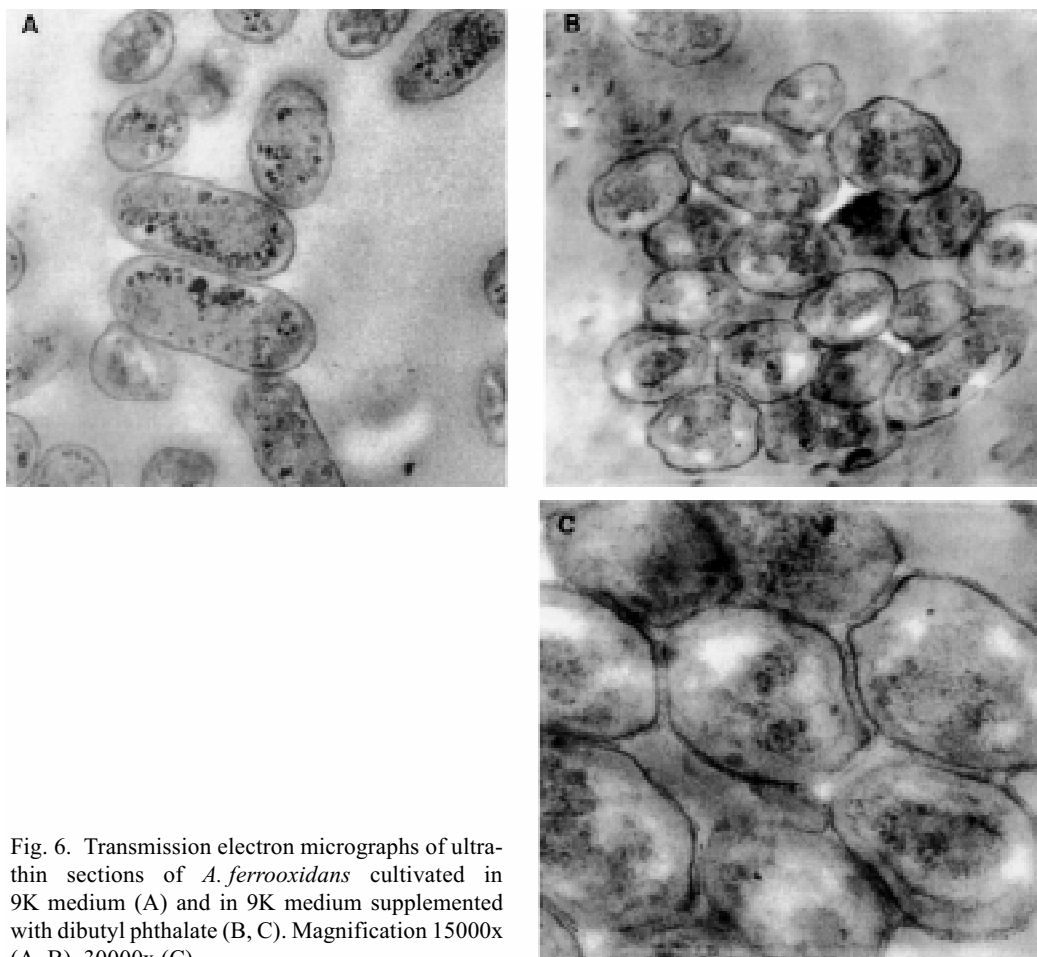 A
B
C
Fig. 6. Transmission electron micrographs of ultra-
thin sections of A. ferrooxidans cultivated in
9K medium (A) and in 9K medium supplemented
with dibutyl phthalate (B, C). Magnification 15000x
(A, B), 30000x (C)